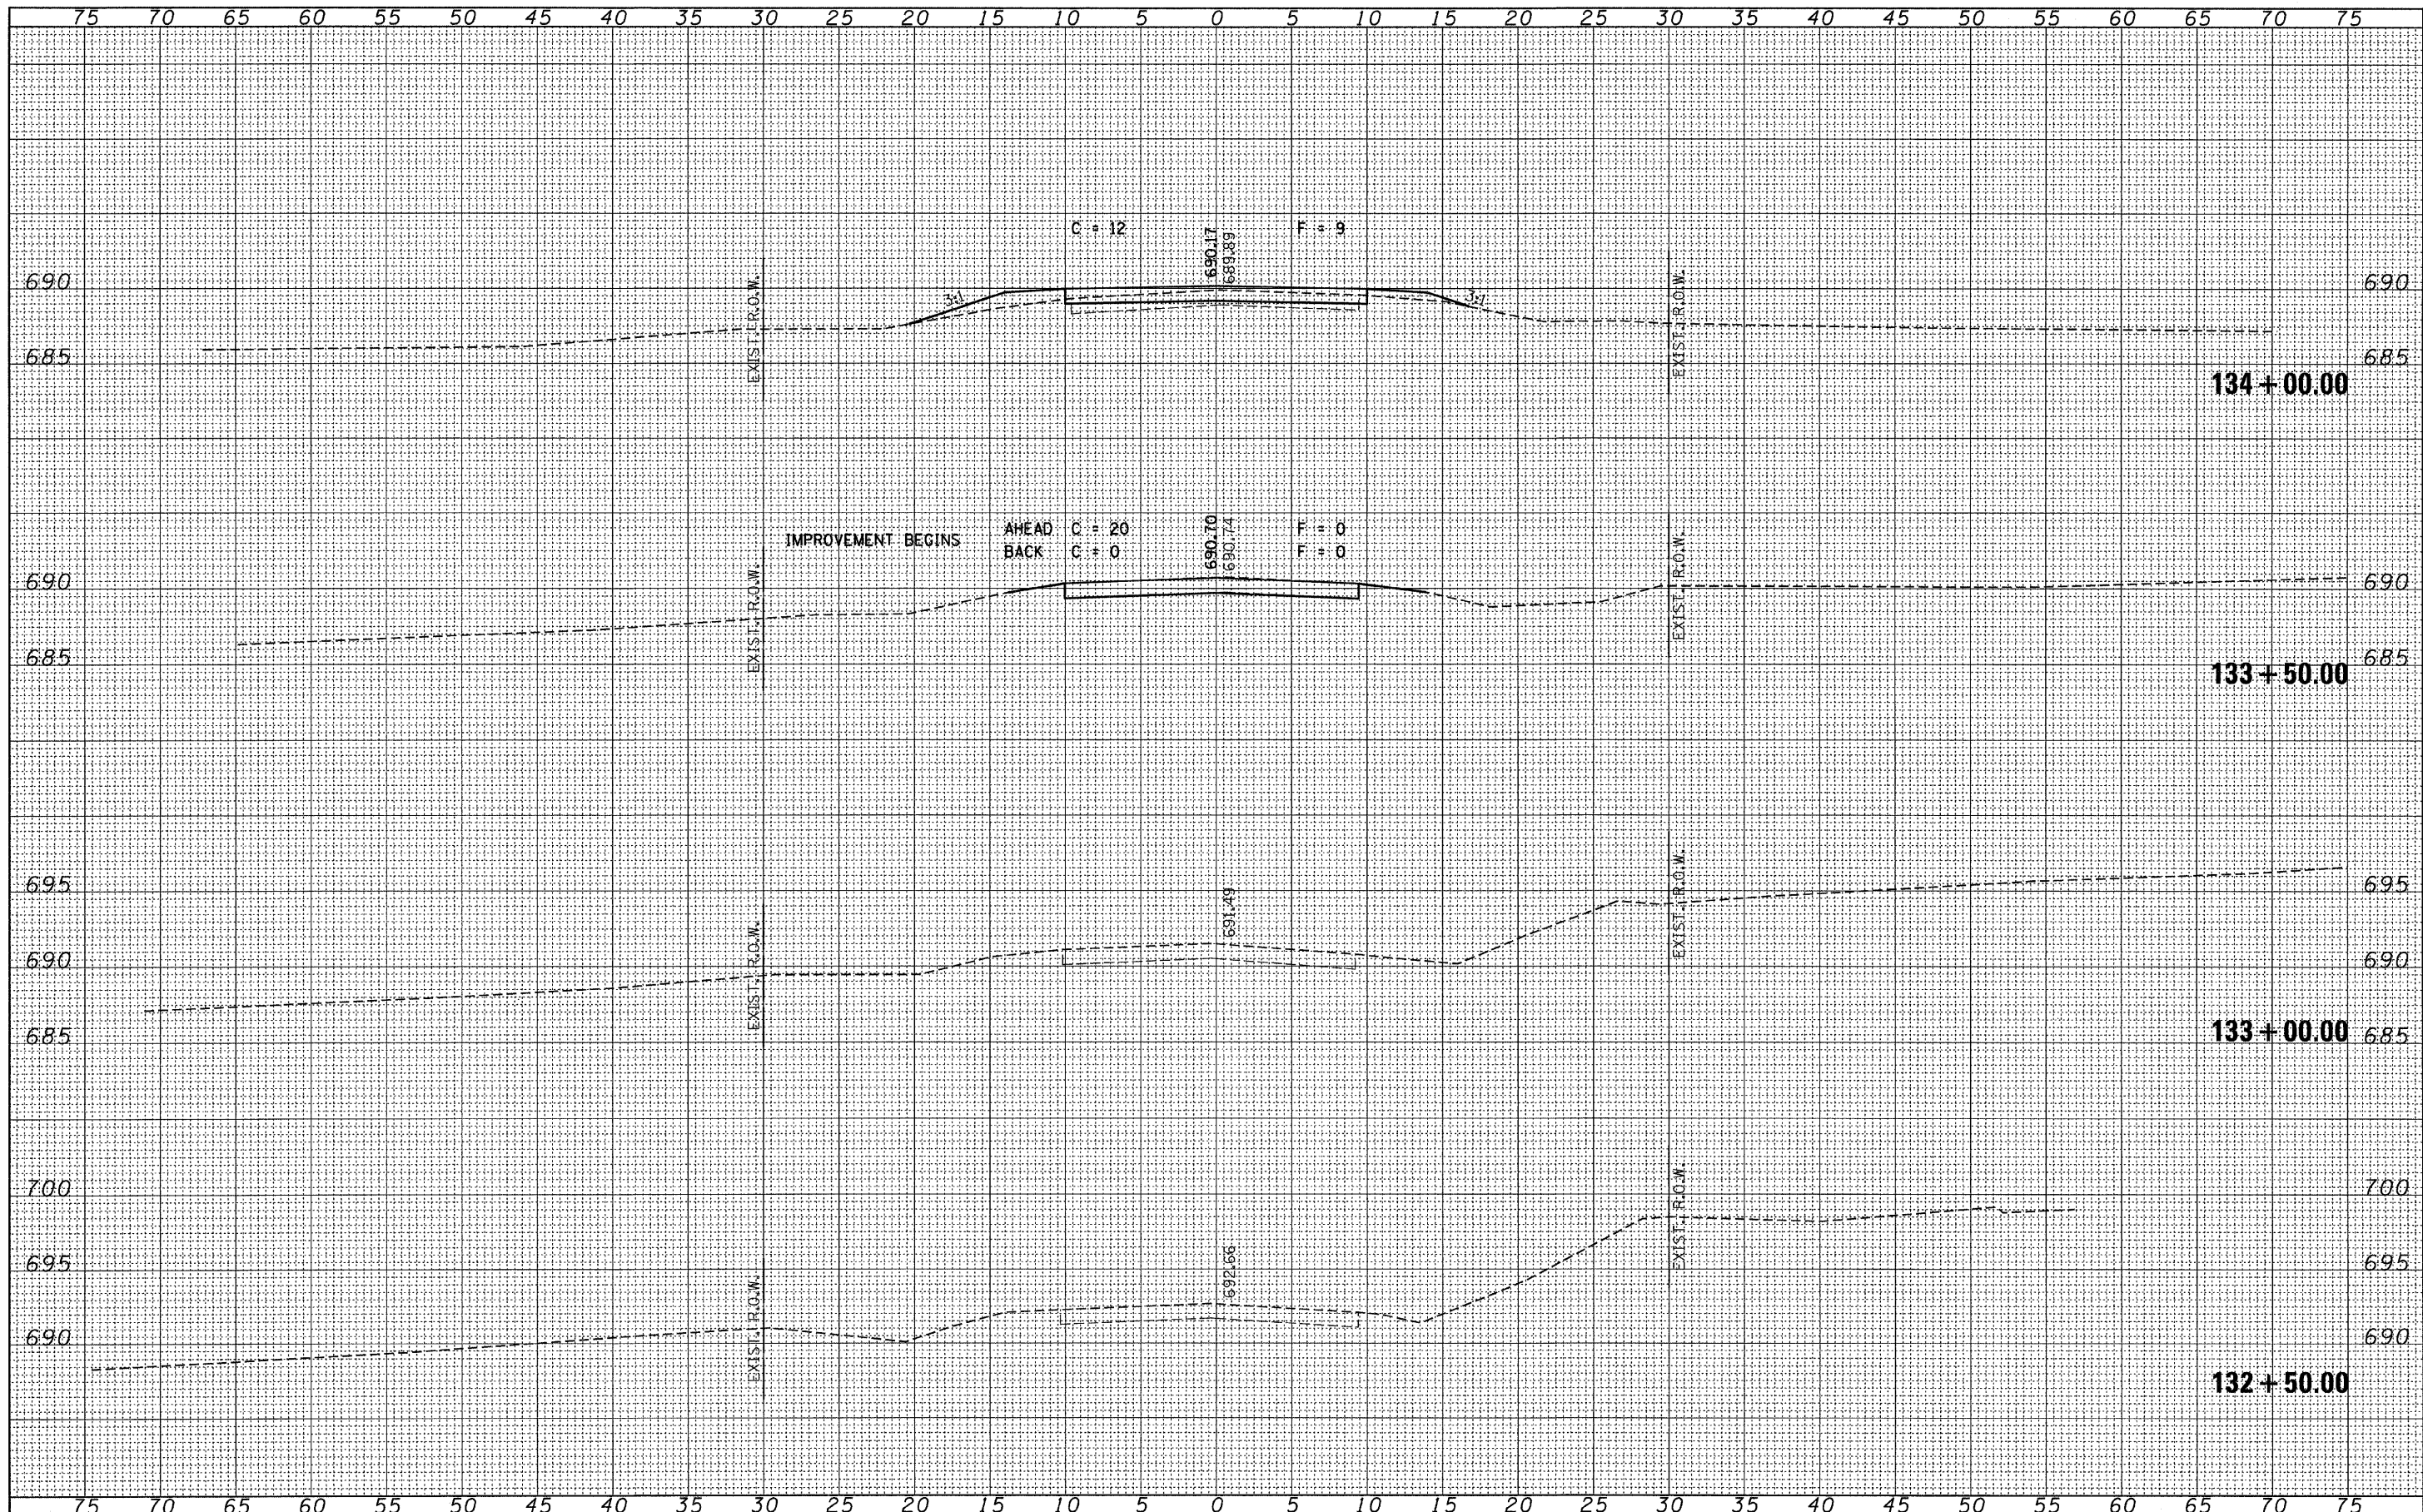 75 70 65 60 55 50 45 40 35 30 25 20 15 10 5 0 5 10 15 20 25 30 35 40 45 50 55 60 65 70 75
C = 12 F = 9
690.17
689.89
690 EXIST. R.O.W. 3:1 3:1 EXIST. R.O.W. 690
685 685
134+00.00
IMPROVEMENT BEGINS
AHEAD C = 20 F = 0
BACK C = 0 F = 0
690.70
690.74
690 EXIST. R.O.W. EXIST. R.O.W. 690
685 685
133+50.00
695 695
691.49
690 EXIST. R.O.W. EXIST. R.O.W. 690
685 133+00.00 685
700 700
695 695
692.66
EXIST. R.O.W. EXIST. R.O.W.
690 690
132+50.00
75 70 65 60 55 50 45 40 35 30 25 20 15 10 5 0 5 10 15 20 25 30 35 40 45 50 55 60 65 70 75